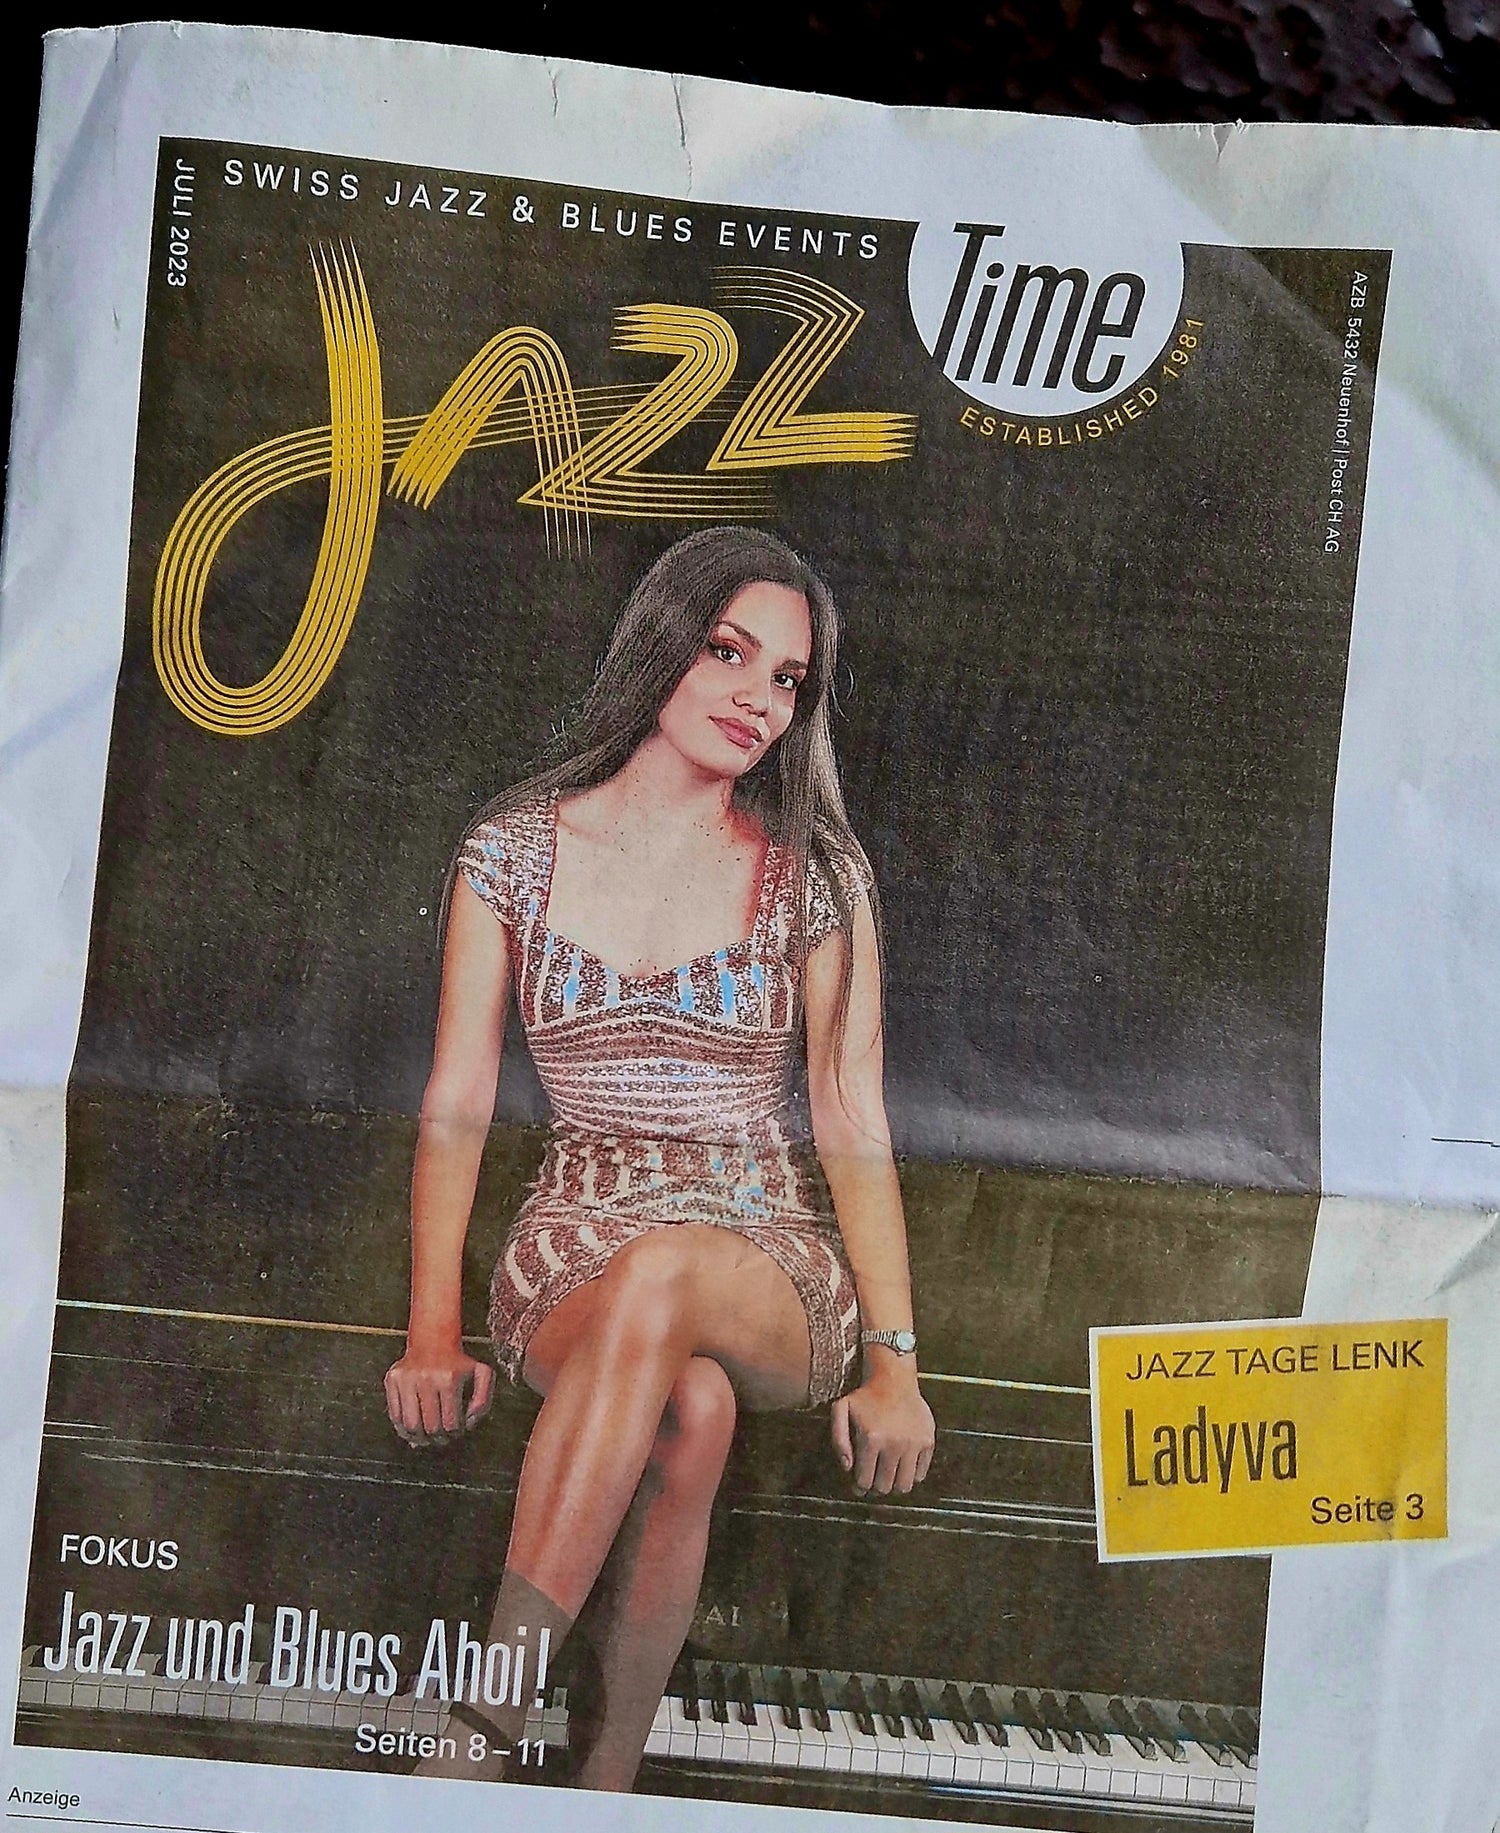 JULI 2023
SWISS JAZZ & BLUES EVENTS
Jazz
Time
ESTABLISHED 1981
AZB 5432 Neuenhof | Post CH AG
JAZZ TAGE LENK
Ladyva
Seite 3
FOKUS
Jazz und Blues Ahoi!
Seiten 8–11
Anzeige